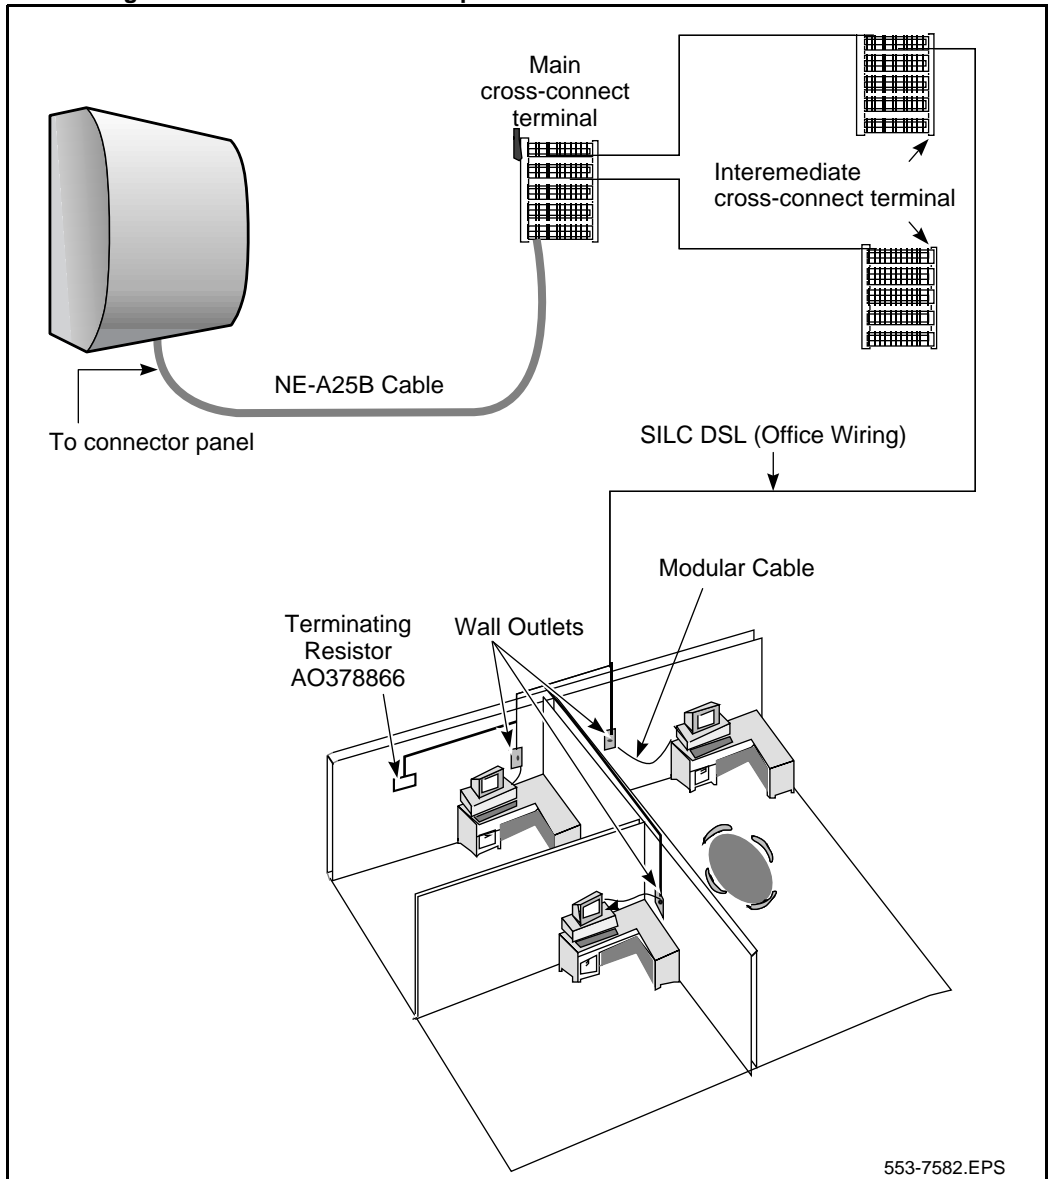 Main
cross-connect
terminal
Interemediate
cross-connect terminal
NE-A25B Cable
To connector panel
SILC DSL (Office Wiring)
Modular Cable
Terminating
Resistor
AO378866
Wall Outlets
553-7582.EPS